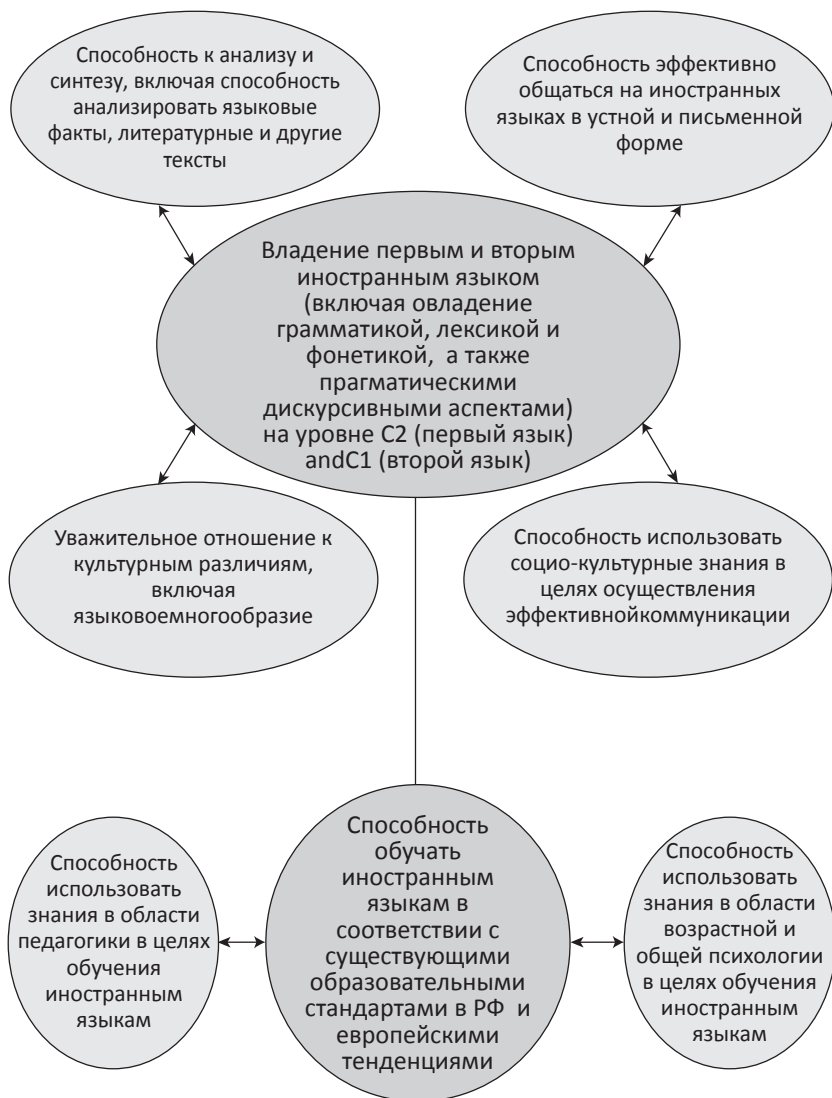 Способность к анализу и
синтезу, включая способность
анализировать языковые
факты, литературные и другие
тексты
Способность эффективно
общаться на иностранных
языках в устной и письменной
форме
Владение первым и вторым
иностранным языком
(включая овладение
грамматикой, лексикой и
фонетикой, а также
прагматическими
дискурсивными аспектами)
на уровне C2 (первый язык)
andC1 (второй язык)
Уважительное отношение к
культурным различиям,
включая
языковоемногообразие
Способность использовать
социо-культурные знания в
целях осуществления
эффективнойкоммуникации
Способность
использовать
знания в области
педагогики в целях
обучения
иностранным
языкам
Способность
обучать
иностранным
языкам в
соответствии с
существующими
образовательными
стандартами в РФ и
европейскими
тенденциями
Способность
использовать
знания в области
возрастной и
общей психологии
в целях обучения
иностранным
языкам